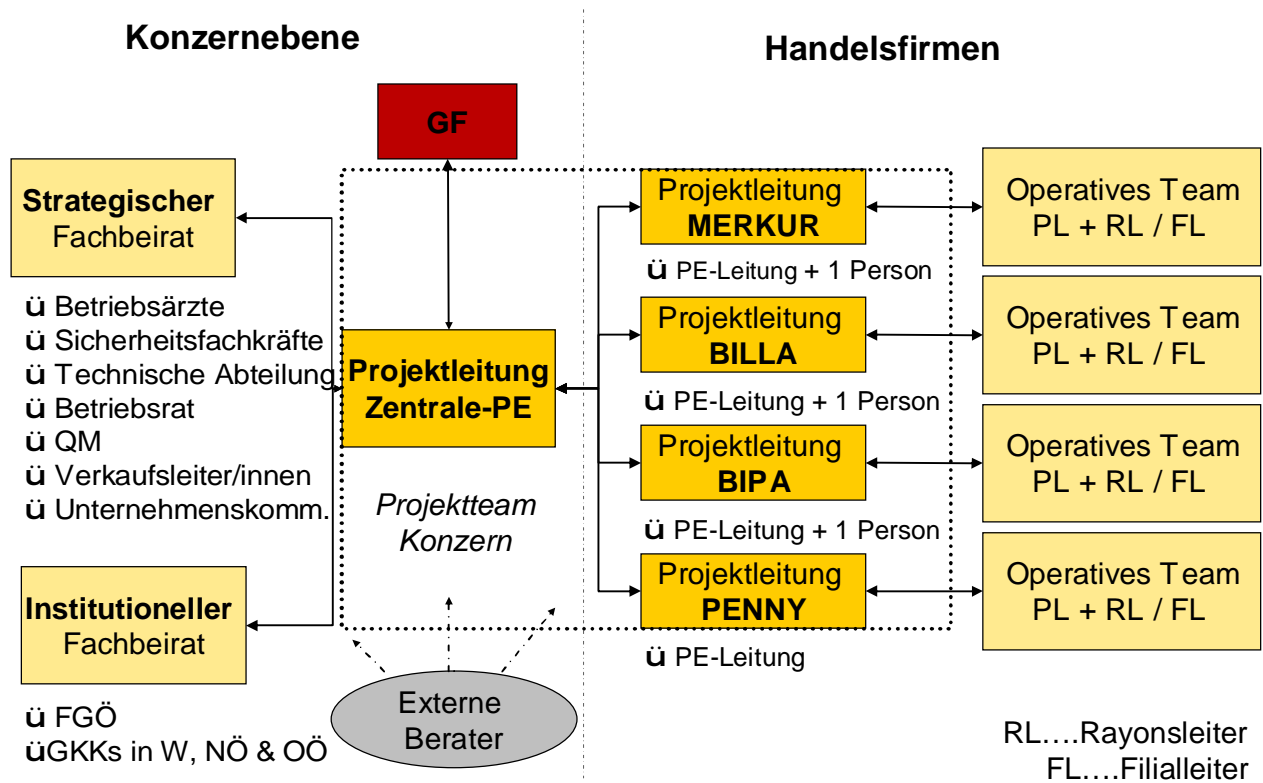 Konzernebene
Handelsfirmen
GF
Strategischer
Fachbeirat
ü Betriebsärzte
ü Sicherheitsfachkräfte
ü Technische Abteilung
ü Betriebsrat
ü QM
ü Verkaufsleiter/innen
ü Unternehmenskomm.
Institutioneller
Fachbeirat
ü FGÖ
üGKKs in W, NÖ & OÖ
Projektleitung
Zentrale-PE
Projektteam
Konzern
Externe
Berater
Projektleitung
MERKUR
ü PE-Leitung + 1 Person
Projektleitung
BILLA
ü PE-Leitung + 1 Person
Projektleitung
BIPA
ü PE-Leitung + 1 Person
Projektleitung
PENNY
ü PE-Leitung
Operatives Team
PL + RL / FL
Operatives Team
PL + RL / FL
Operatives Team
PL + RL / FL
Operatives Team
PL + RL / FL
RL....Rayonsleiter
FL....Filialleiter